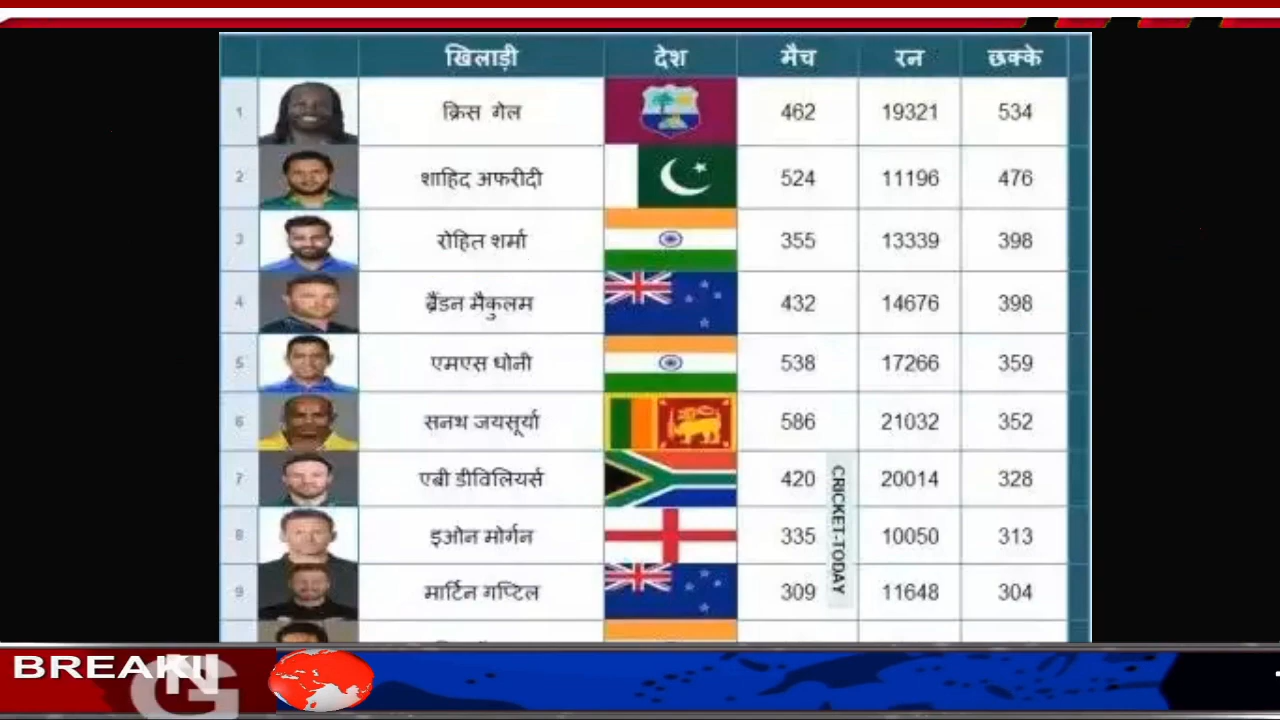 खिलाड़ी देश मैच रन छक्के
1 क्रिस गेल 462 19321 534
2 शाहिद अफरीदी 524 11196 476
3 रोहित शर्मा 355 13339 398
4 ब्रैंडन मैकुलम 432 14676 398
5 एमएस धोनी 538 17266 359
6 सनथ जयसूर्या 586 21032 352
7 एबी डीविलियर्स 420 20014 328
8 इओन मोर्गन 335 10050 313
9 मार्टिन गप्टिल 309 11648 304
CRICKET-TODAY
BREAKI